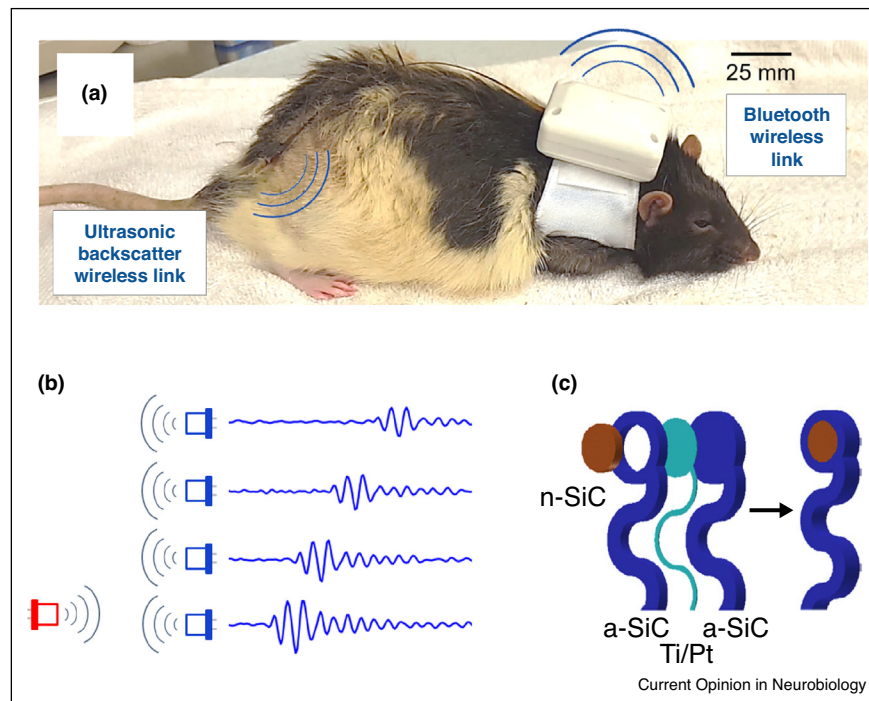 (a)
25 mm
Bluetooth
wireless
link
Ultrasonic
backscatter
wireless link
(b)
(c)
n-SiC
a-SiC
a-SiC
Ti/Pt
Current Opinion in Neurobiology